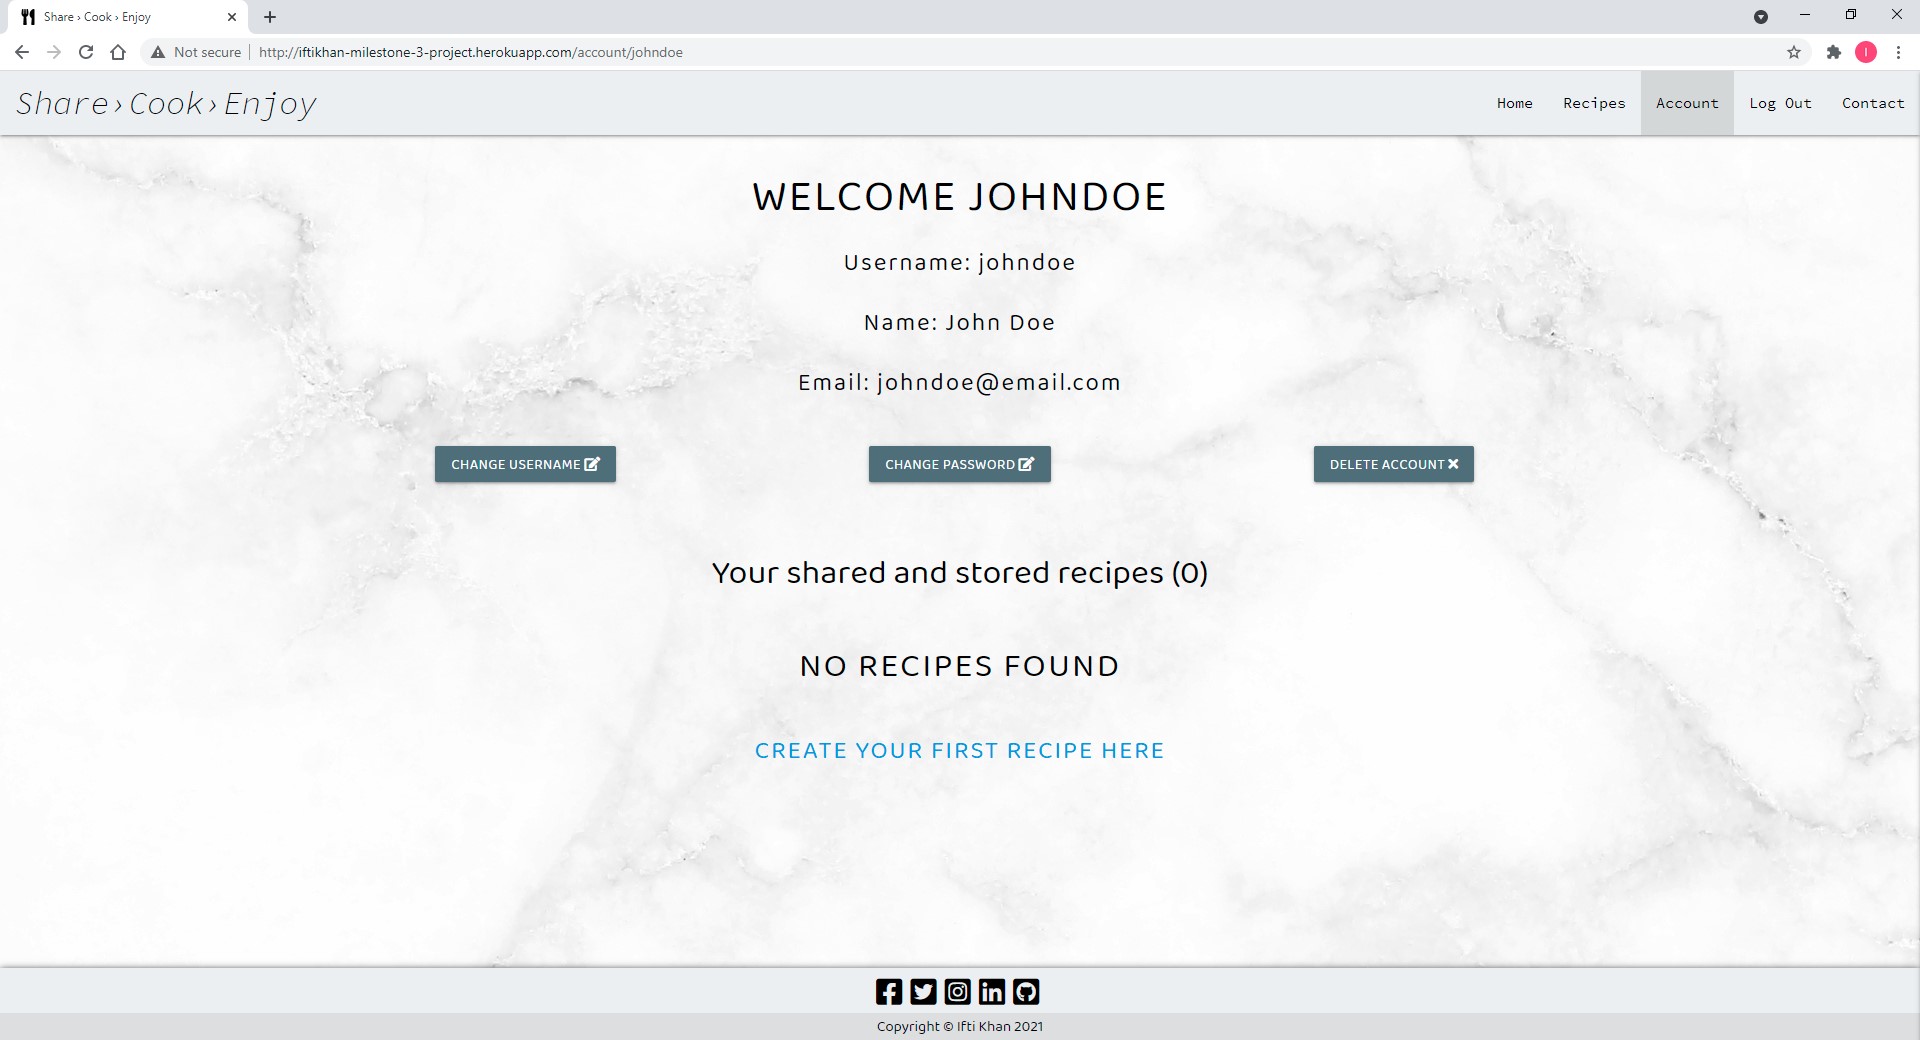 Share › Cook › Enjoy
Not secure | http://iftikhan-milestone-3-project.herokuapp.com/account/johndoe
I
Share›Cook›Enjoy
Home Recipes Account Log Out Contact
WELCOME JOHNDOE
Username: johndoe
Name: John Doe
Email: johndoe@email.com
CHANGE USERNAME CHANGE PASSWORD DELETE ACCOUNT
Your shared and stored recipes (0)
NO RECIPES FOUND
CREATE YOUR FIRST RECIPE HERE
Copyright © Ifti Khan 2021